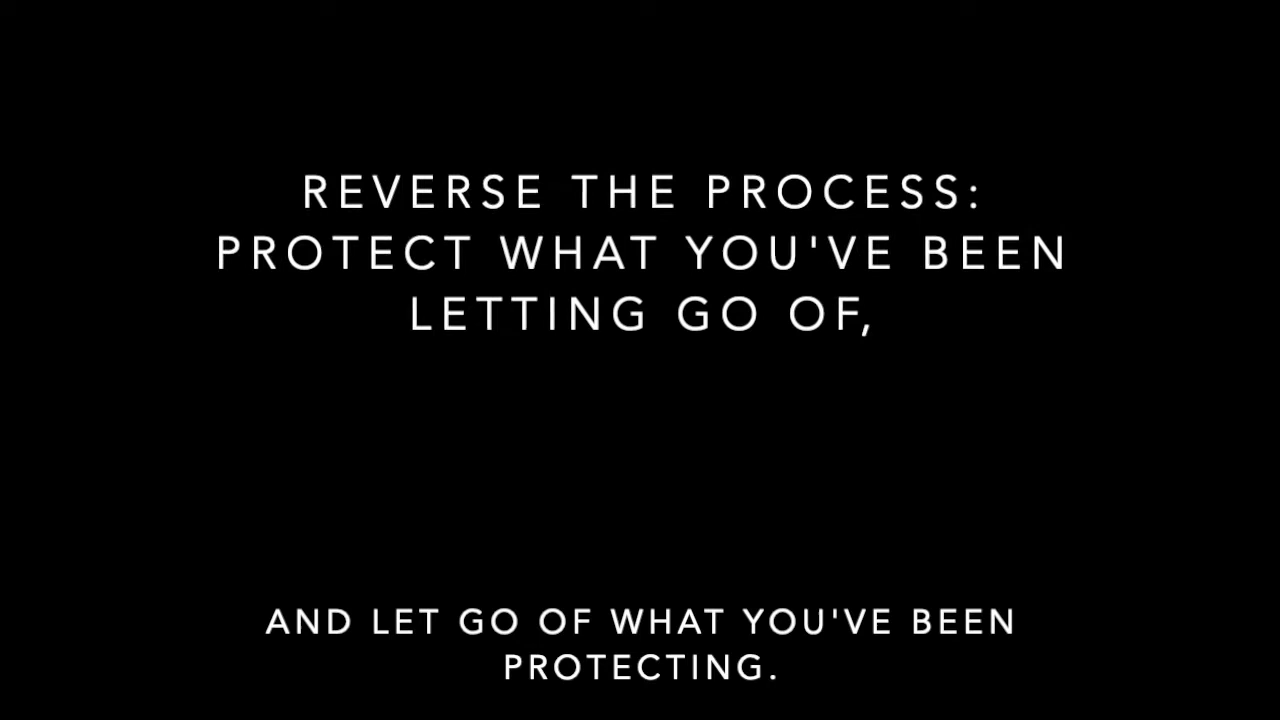 REVERSE THE PROCESS:
PROTECT WHAT YOU'VE BEEN
LETTING GO OF,
AND LET GO OF WHAT YOU'VE BEEN
PROTECTING.